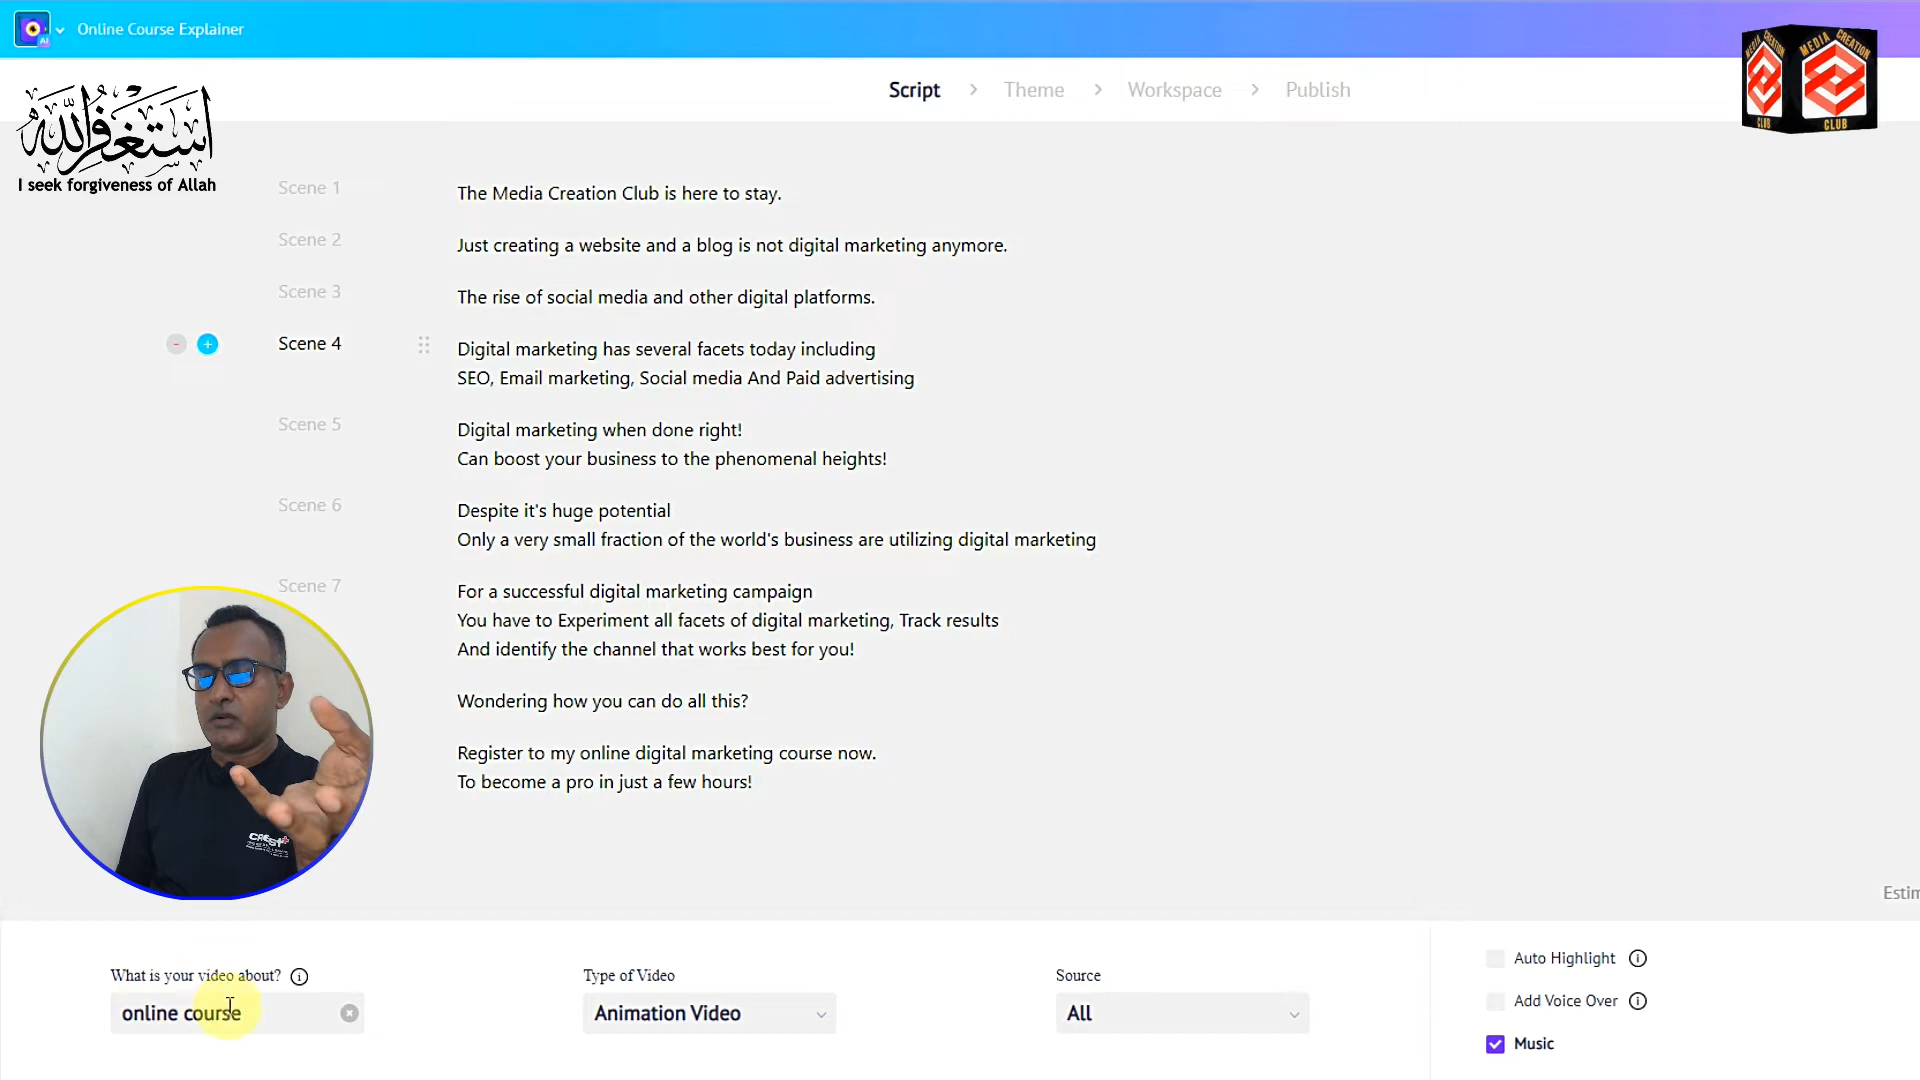 AI
Online Course Explainer
Script
Theme
Workspace
Publish
MEDIA CREATION
CLUB
MEDIA CREATION
CLUB
أستغفر الله
I seek forgiveness of Allah
Scene 1
The Media Creation Club is here to stay.
Scene 2
Just creating a website and a blog is not digital marketing anymore.
Scene 3
The rise of social media and other digital platforms.
- +
Scene 4
Digital marketing has several facets today including
SEO, Email marketing, Social media And Paid advertising
Scene 5
Digital marketing when done right!
Can boost your business to the phenomenal heights!
Scene 6
Despite it's huge potential
Only a very small fraction of the world's business are utilizing digital marketing
Scene 7
For a successful digital marketing campaign
You have to Experiment all facets of digital marketing, Track results
And identify the channel that works best for you!
Wondering how you can do all this?
Register to my online digital marketing course now.
To become a pro in just a few hours!
Estim
What is your video about?
online course
Type of Video
Animation Video
Source
All
Auto Highlight
Add Voice Over
Music